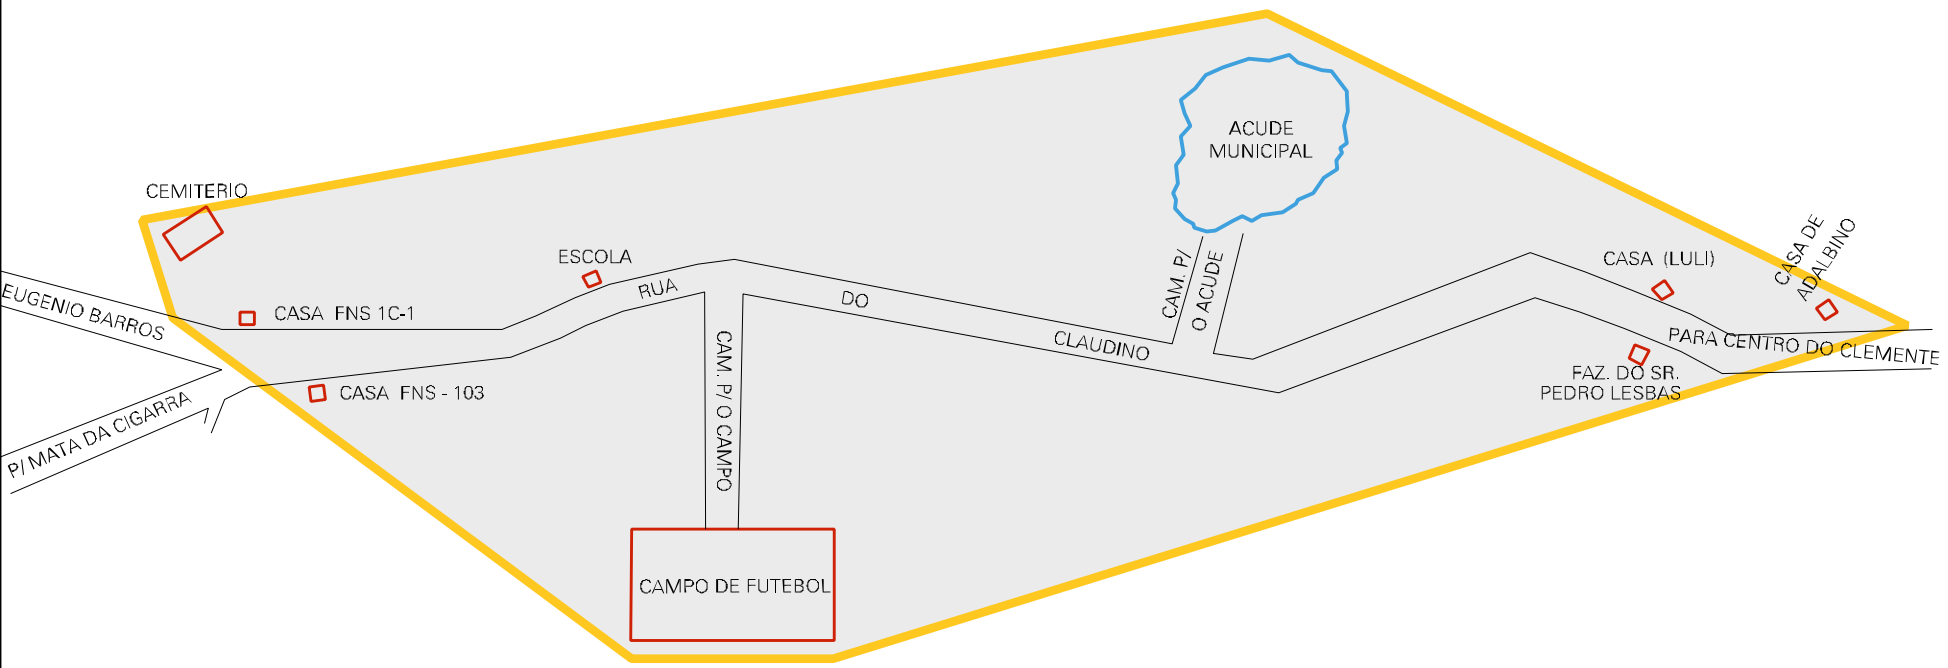 ACUDE
MUNICIPAL
CEMITERIO
CASA DE
ADALBINO
ESCOLA
CASA (LULI)
CAM. P/
O ACUDE
RUA
DO
CLAUDINO
EUGENIO BARROS
CASA FNS 1C-1
PARA CENTRO DO CLEMENTE
CAM. P/ O CAMPO
FAZ. DO SR.
PEDRO LESBAS
CASA FNS - 103
P/ MATA DA CIGARRA
CAMPO DE FUTEBOL